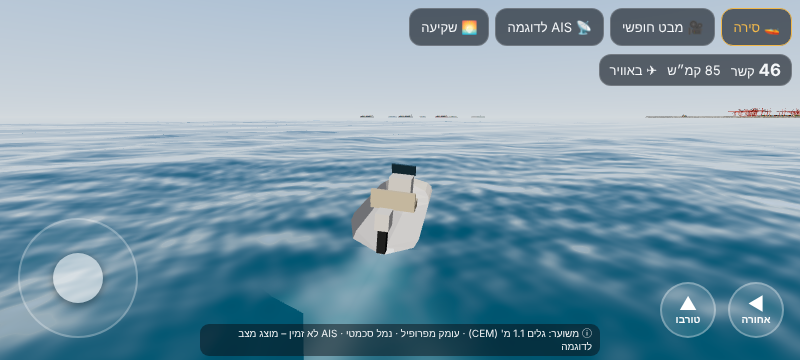 🚤 סירה
🎥 מבט חופשי
📡 AIS לדוגמה
🌅 שקיעה
46 קשר 85 קמ״ש ✈ באוויר
טורבו
אחורה
ⓘ משוער: גלים 1.1 מ' (CEM) · עומק מפרופיל · נמל סכמטי · AIS לא זמין – מוצג מצב
לדוגמה